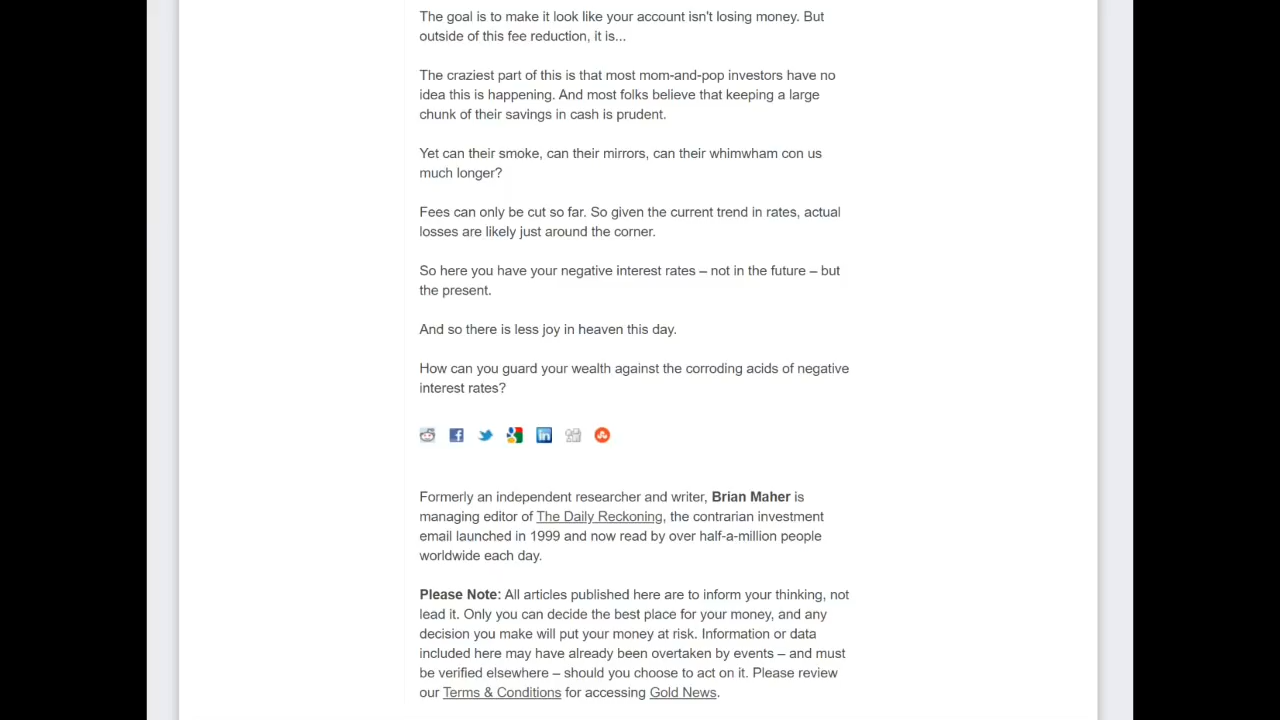 The goal is to make it look like your account isn't losing money. But
outside of this fee reduction, it is...
The craziest part of this is that most mom-and-pop investors have no
idea this is happening. And most folks believe that keeping a large
chunk of their savings in cash is prudent.
Yet can their smoke, can their mirrors, can their whimwham con us
much longer?
Fees can only be cut so far. So given the current trend in rates, actual
losses are likely just around the corner.
So here you have your negative interest rates – not in the future – but
the present.
And so there is less joy in heaven this day.
How can you guard your wealth against the corroding acids of negative
interest rates?
Formerly an independent researcher and writer, Brian Maher is
managing editor of The Daily Reckoning, the contrarian investment
email launched in 1999 and now read by over half-a-million people
worldwide each day.
Please Note: All articles published here are to inform your thinking, not
lead it. Only you can decide the best place for your money, and any
decision you make will put your money at risk. Information or data
included here may have already been overtaken by events – and must
be verified elsewhere – should you choose to act on it. Please review
our Terms & Conditions for accessing Gold News.